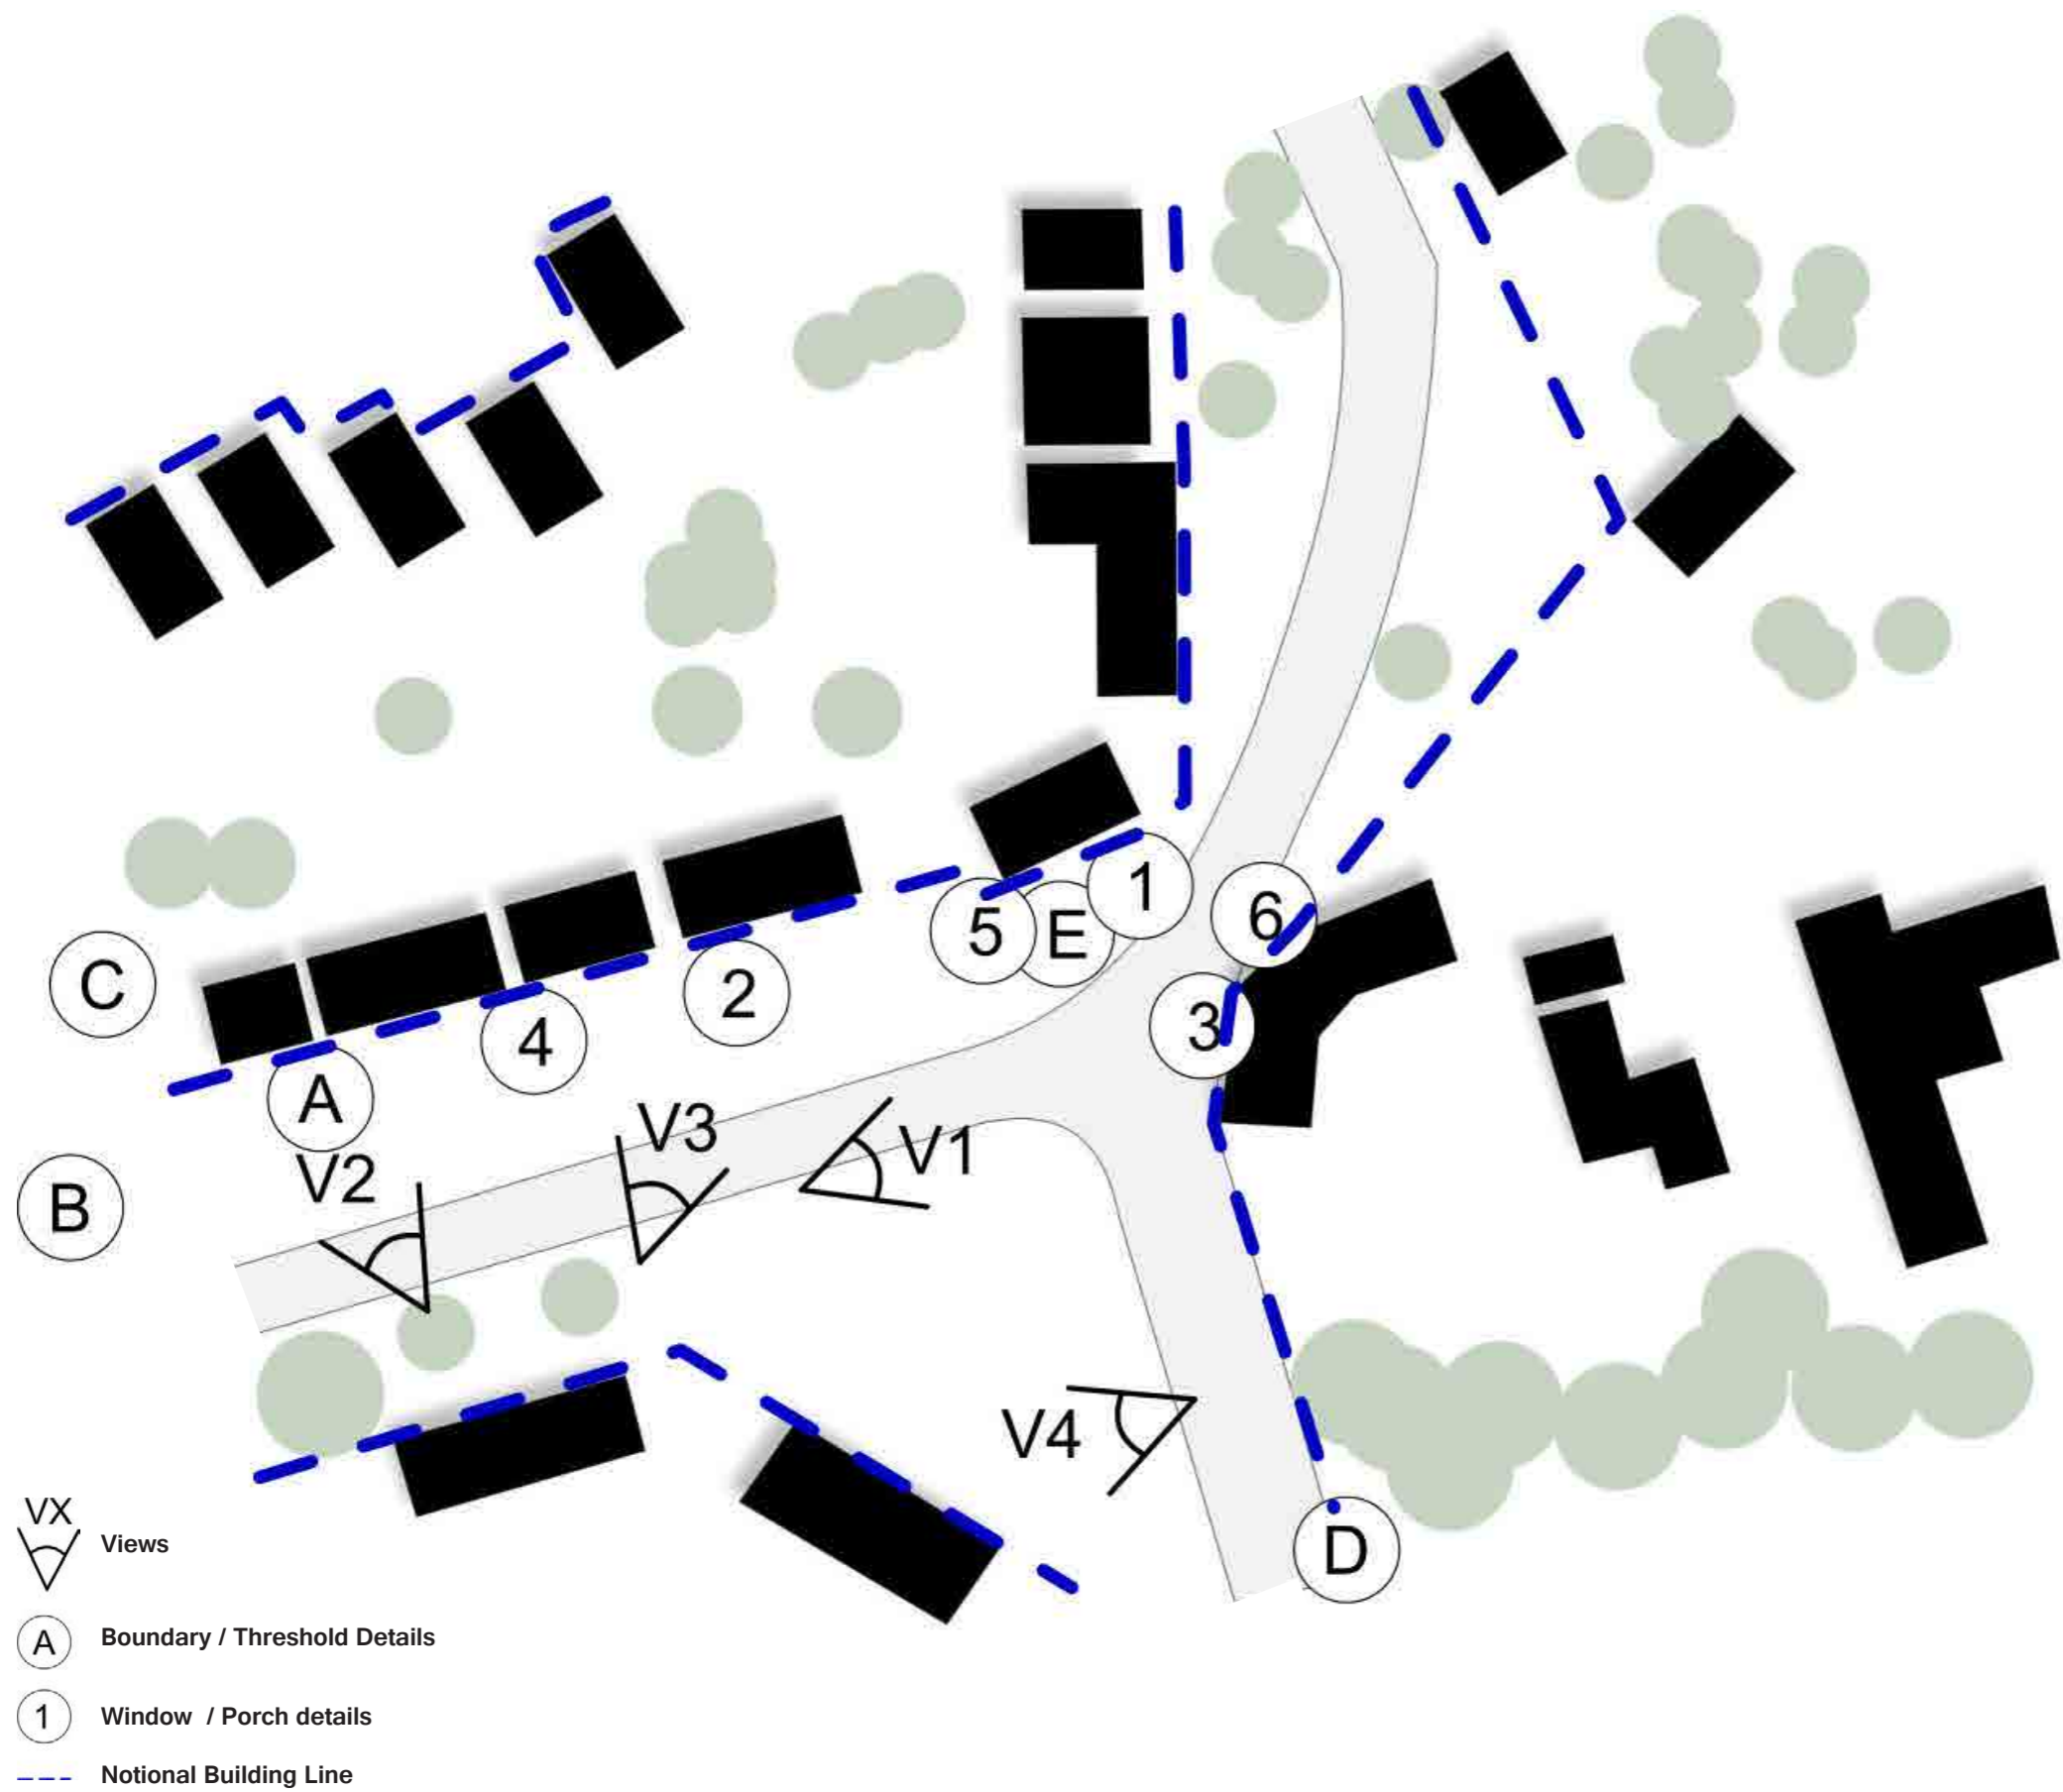 1
6
5
E
C
2
3
4
A
V3
V1
V2
B
V4
VX
Views
D
A
Boundary / Threshold Details
1
Window / Porch details
Notional Building Line